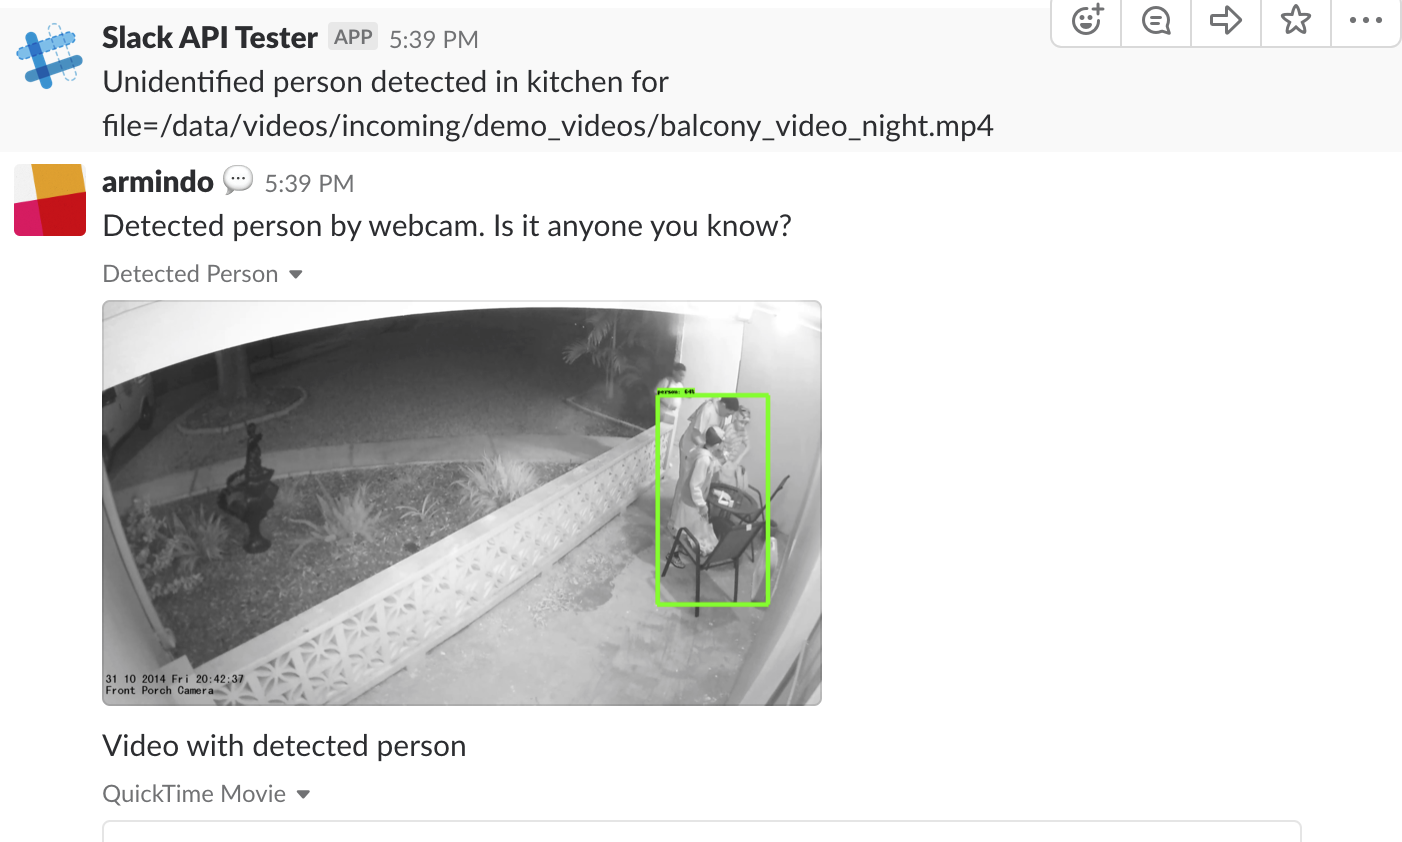 Slack API Tester APP 5:39 PM
Unidentified person detected in kitchen for
file=/data/videos/incoming/demo_videos/balcony_video_night.mp4
armindo 5:39 PM
Detected person by webcam. Is it anyone you know?
Detected Person
person: 64%
31 10 2014 Fri 20:42:37
Front Porch Camera
Video with detected person
QuickTime Movie